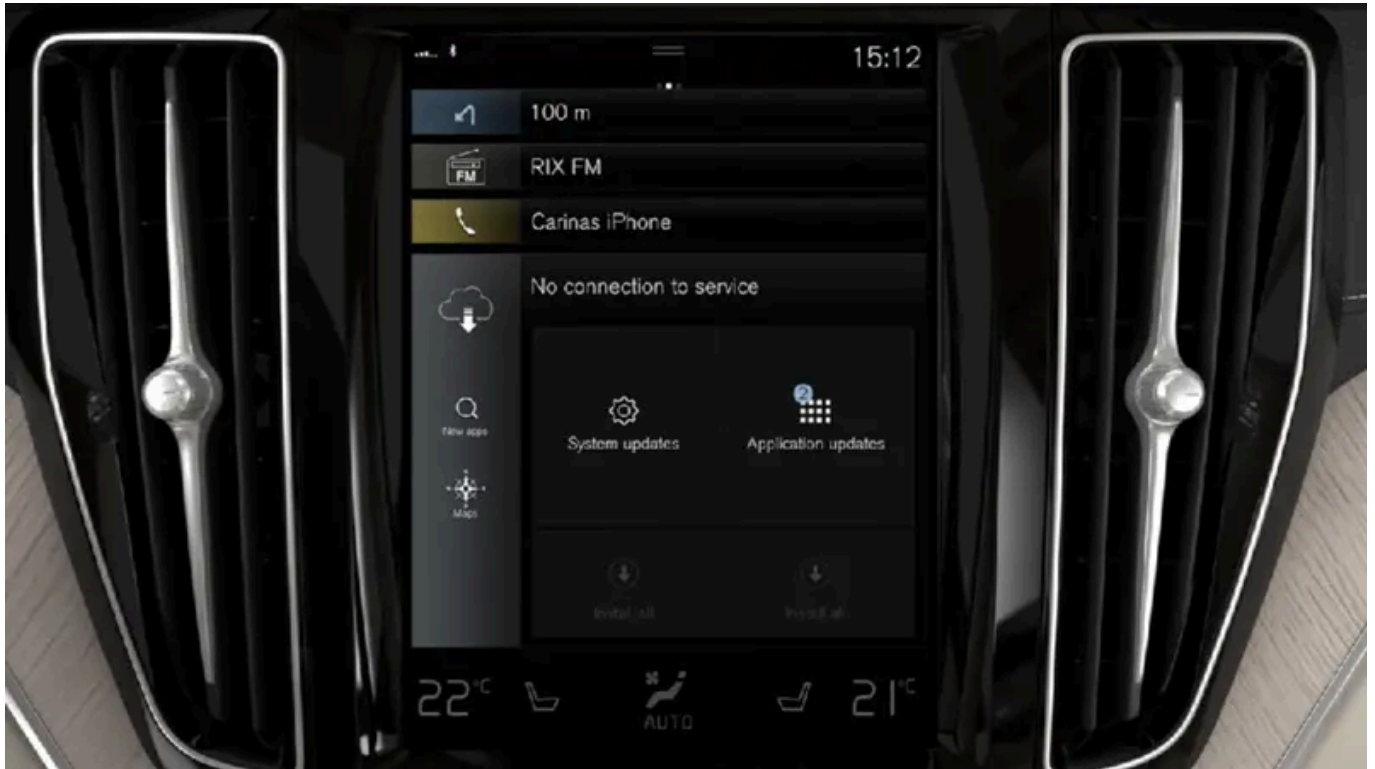 15:12
100 m
FM
RIX FM
Carinas iPhone
No connection to service
New apps
2
System updates
Application updates
Maps
Install all
Install all
22°C
AUTO
21°C